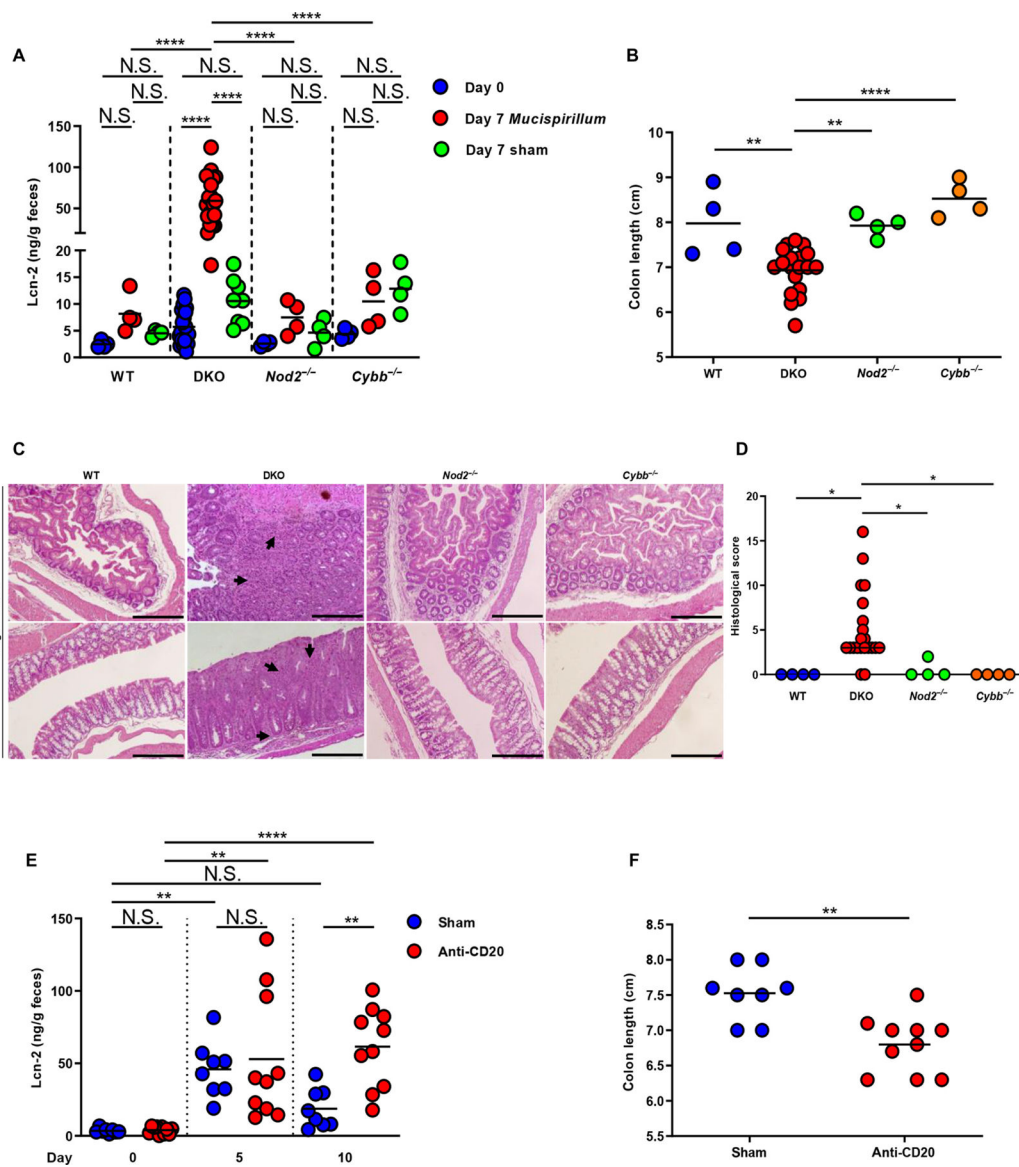 A
****
****
****
N.S.
N.S.
N.S.
N.S.
N.S.
****
N.S.
N.S.
N.S.
****
N.S.
N.S.
Day 0
Day 7 Mucispirillum
Day 7 sham
Lcn-2 (ng/g feces)
150
100
50
20
15
10
5
0
WT
DKO
Nod2⁻/⁻
Cybb⁻/⁻
B
****
**
**
Colon length (cm)
10
9
8
7
6
5
WT
DKO
Nod2⁻/⁻
Cybb⁻/⁻
C
WT
DKO
Nod2⁻/⁻
Cybb⁻/⁻
D
*
*
*
Histological score
20
15
10
5
0
WT
DKO
Nod2⁻/⁻
Cybb⁻/⁻
E
****
**
N.S.
**
N.S.
N.S.
**
Sham
Anti-CD20
Lcn-2 (ng/g feces)
150
100
50
0
Day 0 5 10
F
**
Colon length (cm)
8.5
8.0
7.5
7.0
6.5
6.0
5.5
Sham
Anti-CD20